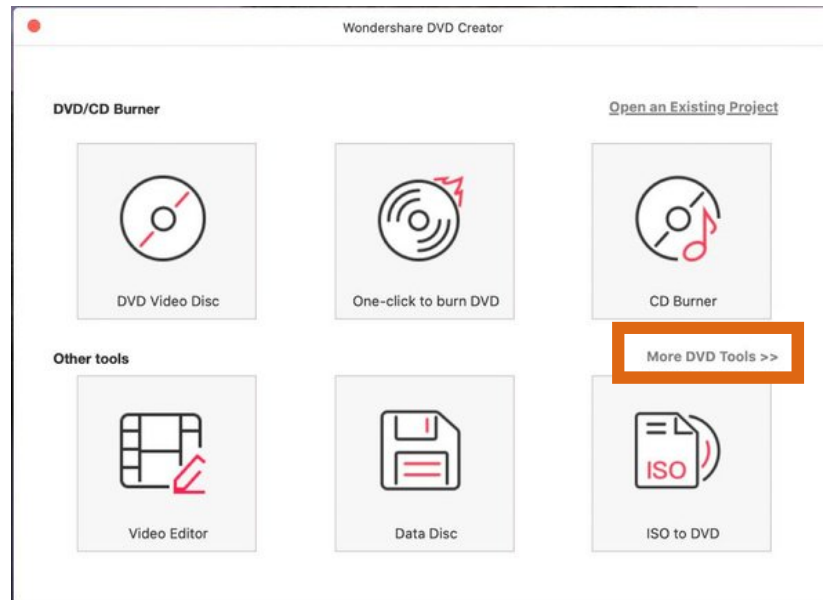 Wondershare DVD Creator
DVD/CD Burner
Open an Existing Project
DVD Video Disc
One-click to burn DVD
CD Burner
Other tools
More DVD Tools >>
ISO
Video Editor
Data Disc
ISO to DVD